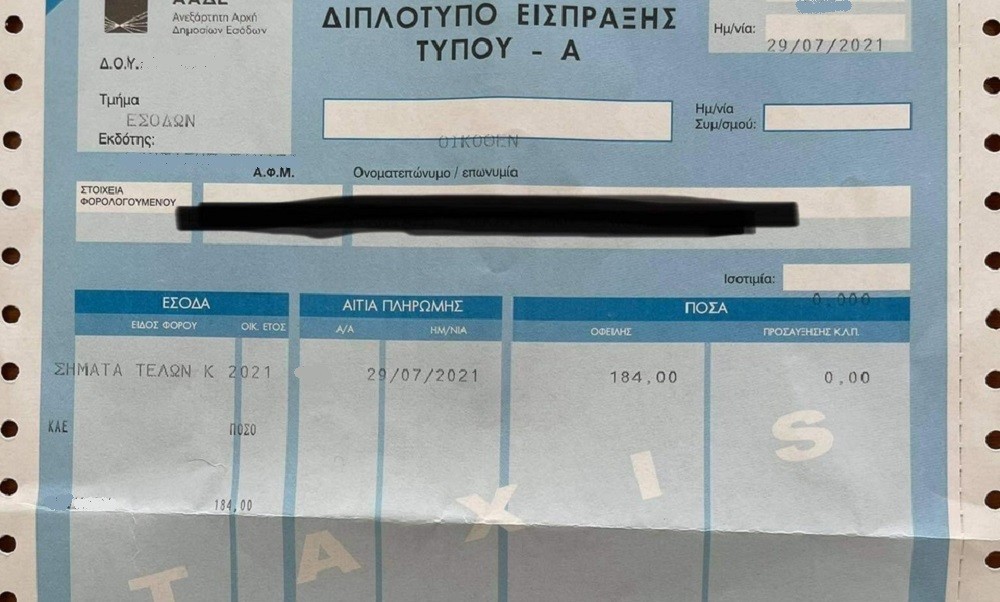 ΑΑΔΕ
Ανεξάρτητη Αρχή
Δημοσίων Εσόδων
ΔΙΠΛΟΤΥΠΟ ΕΙΣΠΡΑΞΗΣ
ΤΥΠΟΥ - Α
Ημ/νία:
29/07/2021
Δ.Ο.Υ.:
Τμήμα
ΕΣΟΔΩΝ
Εκδότης:
ΟΙΚΟΘΕΝ
Ημ/νία
Συμ/σμού:
Α.Φ.Μ.
Ονοματεπώνυμο / επωνυμία
ΣΤΟΙΧΕΙΑ
ΦΟΡΟΛΟΓΟΥΜΕΝΟΥ
Ισοτιμία:
0.000
ΕΣΟΔΑ ΑΙΤΙΑ ΠΛΗΡΩΜΗΣ ΠΟΣΑ
ΕΙΔΟΣ ΦΟΡΟΥ ΟΙΚ. ΕΤΟΣ Α/Α ΗΜ/ΝΙΑ ΟΦΕΙΛΗΣ ΠΡΟΣΑΥΞΗΣΗΣ Κ.Λ.Π.
ΣΗΜΑΤΑ ΤΕΛΩΝ Κ 2021 29/07/2021 184,00 0,00
ΚΑΕ ΠΟΣΟ
184,00
TAXIS